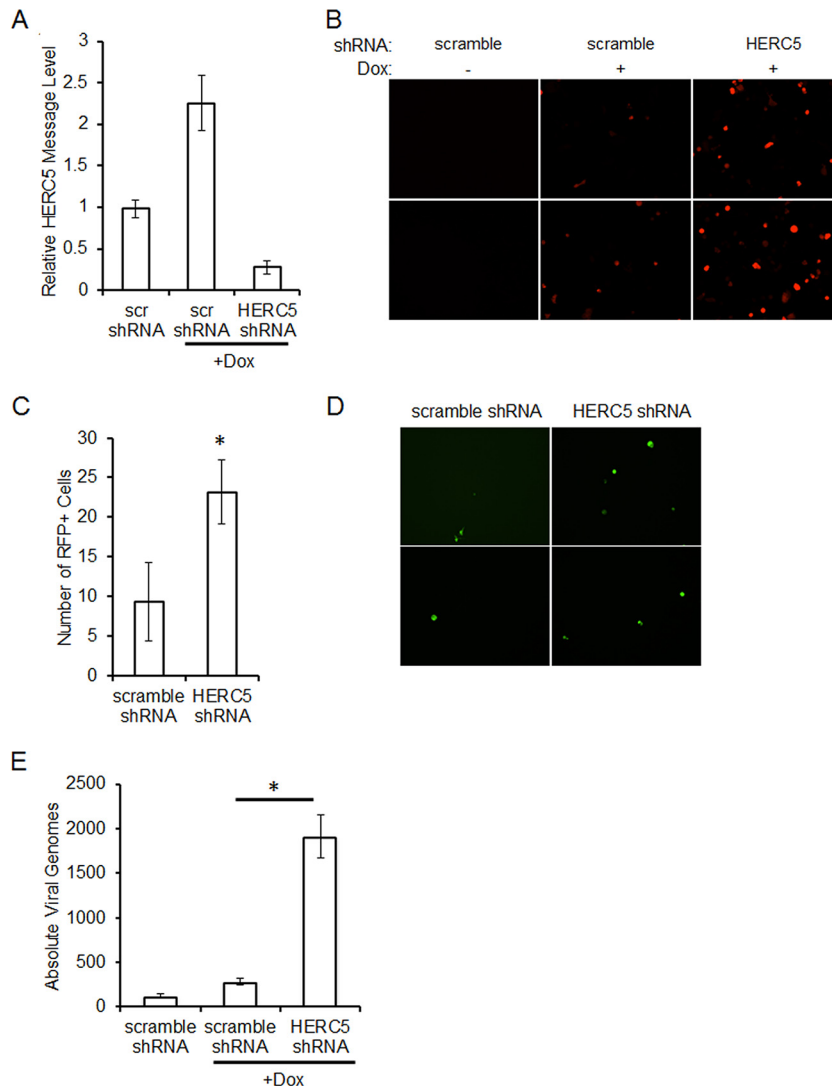 A
Relative HERC5 Message Level
3
2.5
2
1.5
1
0.5
0
scr
shRNA
scr
shRNA
HERC5
shRNA
+Dox
B
shRNA: scramble scramble HERC5
Dox: - + +
C
Number of RFP+ Cells
30
25
20
15
10
5
0
*
scramble
shRNA
HERC5
shRNA
D
scramble shRNA HERC5 shRNA
E
Absolute Viral Genomes
2500
2000
1500
1000
500
0
*
scramble
shRNA
scramble
shRNA
HERC5
shRNA
+Dox